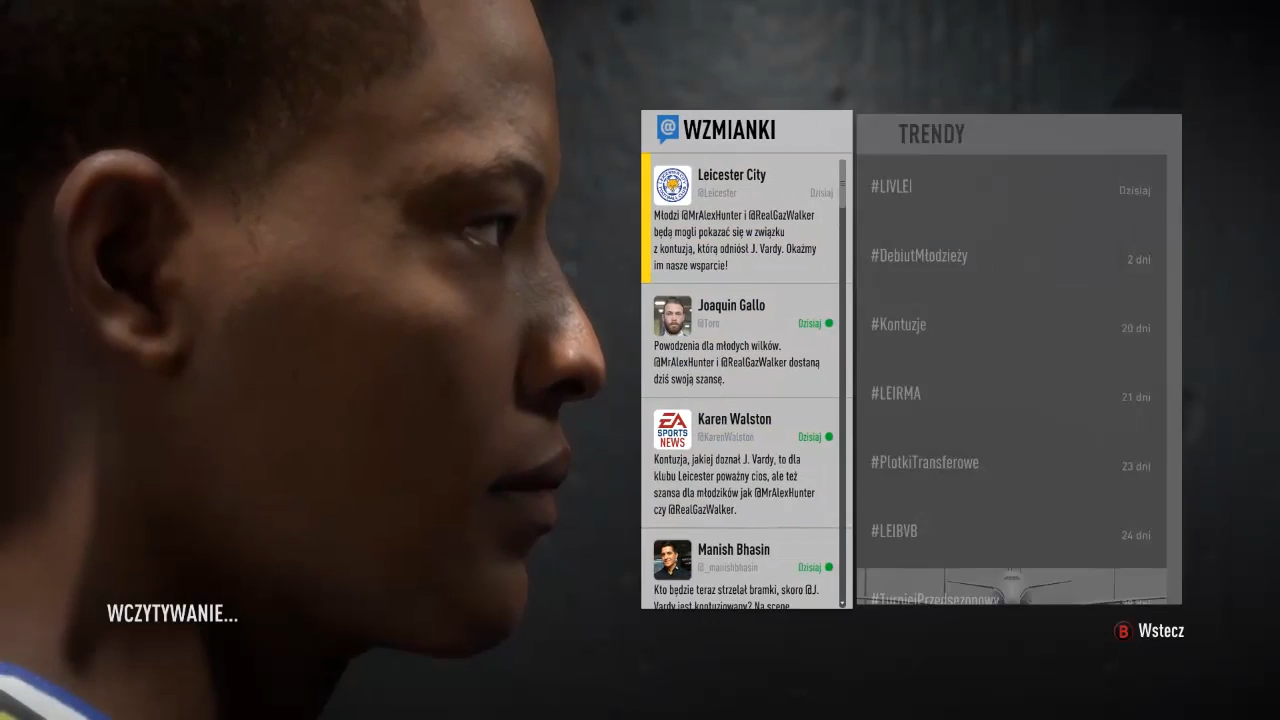 WZMIANKI
Leicester City
@Leicester
Dzisiaj
Młodzi @MrAlexHunter i @RealGazWalker
będą mogli pokazać się w związku
z kontuzją, którą odniósł J. Vardy. Okażmy
im nasze wsparcie!
Joaquin Gallo
@Toro
Dzisiaj
Powodzenia dla młodych wilków.
@MrAlexHunter i @RealGazWalker dostaną
dziś swoją szansę.
EA
SPORTS
NEWS
Karen Walston
@KarenWalston
Dzisiaj
Kontuzja, jakiej doznał J. Vardy, to dla
klubu Leicester poważny cios, ale też
szansa dla młodzików jak @MrAlexHunter
czy @RealGazWalker.
Manish Bhasin
@_manishbhasin
Dzisiaj
Kto będzie teraz strzelał bramki, skoro @J.
Vardy jest kontuzjowany? Na scenę
TRENDY
#LIVLEI
Dzisiaj
#DebiutMłodzieży
2 dni
#Kontuzje
20 dni
#LEIRMA
21 dni
#PlotkiTransferowe
23 dni
#LEIBVB
24 dni
#TurniejPrzedsezonowy
WCZYTYWANIE...
B Wstecz